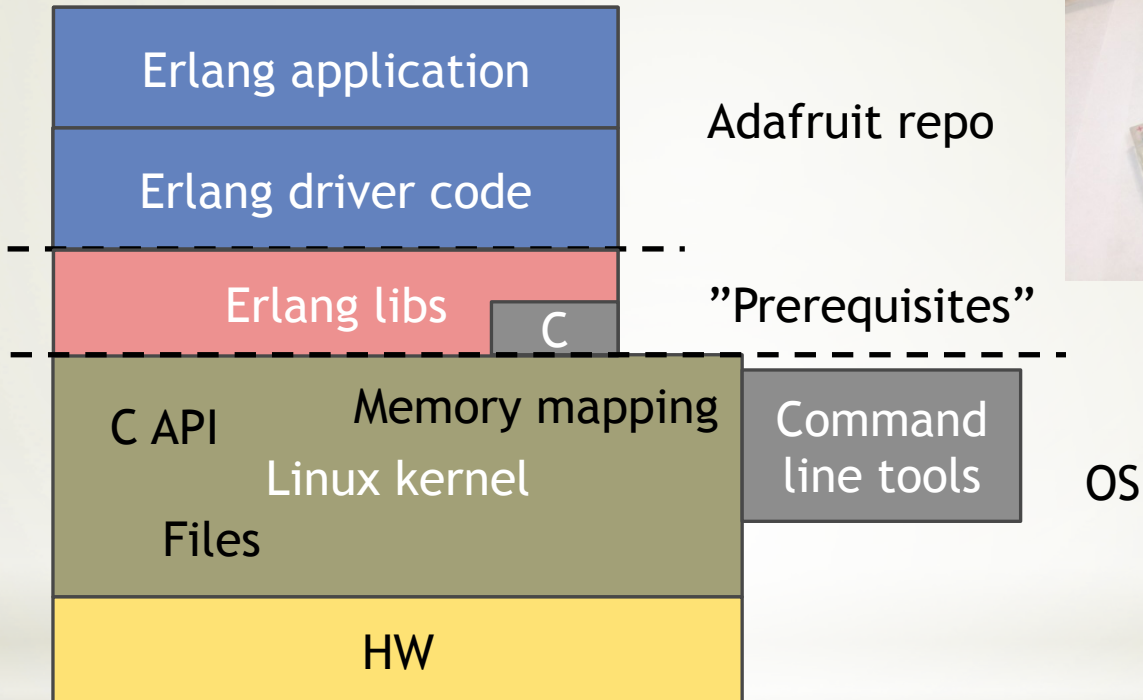 Erlang application
Adafruit repo
Erlang driver code
Erlang libs
”Prerequisites”
C
Memory mapping
C API
Command
line tools
Linux kernel
OS
Files
HW